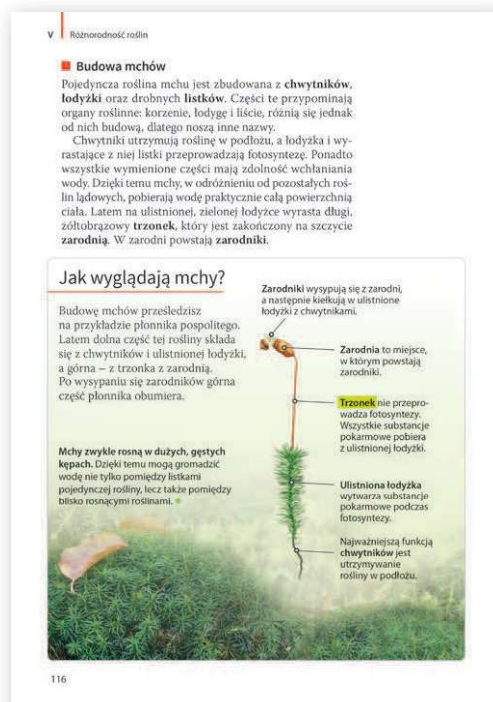 V
Różnorodność roślin
Budowa mchów
Pojedyncza roślina mchu jest zbudowana z chwytników,
łodyżki oraz drobnych listków. Części te przypominają
organy roślinne: korzenie, łodygę i liście, różnią się jednak
od nich budową, dlatego noszą inne nazwy.
Chwytniki utrzymują roślinę w podłożu, a łodyżka i wy-
rastające z niej listki przeprowadzają fotosyntezę. Ponadto
wszystkie wymienione części mają zdolność wchłaniania
wody. Dzięki temu mchy, w odróżnieniu od pozostałych roś-
lin lądowych, pobierają wodę praktycznie całą powierzchnią
ciała. Latem na ulistnionej, zielonej łodyżce wyrasta długi,
żółtobrązowy trzonek, który jest zakończony na szczycie
zarodnią. W zarodni powstają zarodniki.
Jak wyglądają mchy?
Budowę mchów prześledzisz
na przykładzie płonnika pospolitego.
Latem dolna część tej rośliny składa
się z chwytników i ulistnionej łodyżki,
a górna – z trzonka z zarodnią.
Po wysypaniu się zarodników górna
część płonnika obumiera.
Mchy zwykle rosną w dużych, gęstych
kępach. Dzięki temu mogą gromadzić
wodę nie tylko pomiędzy listkami
pojedynczej rośliny, lecz także pomiędzy
blisko rosnącymi roślinami.
Zarodniki wysypują się z zarodni,
a następnie kiełkują w ulistnione
łodyżki z chwytnikami.
Zarodnia to miejsce,
w którym powstają
zarodniki.
Trzonek nie przepro-
wadza fotosyntezy.
Wszystkie substancje
pokarmowe pobiera
z ulistnionej łodyżki.
Ulistniona łodyżka
wytwarza substancje
pokarmowe podczas
fotosyntezy.
Najważniejszą funkcją
chwytników jest
utrzymywanie
rośliny w podłożu.
116